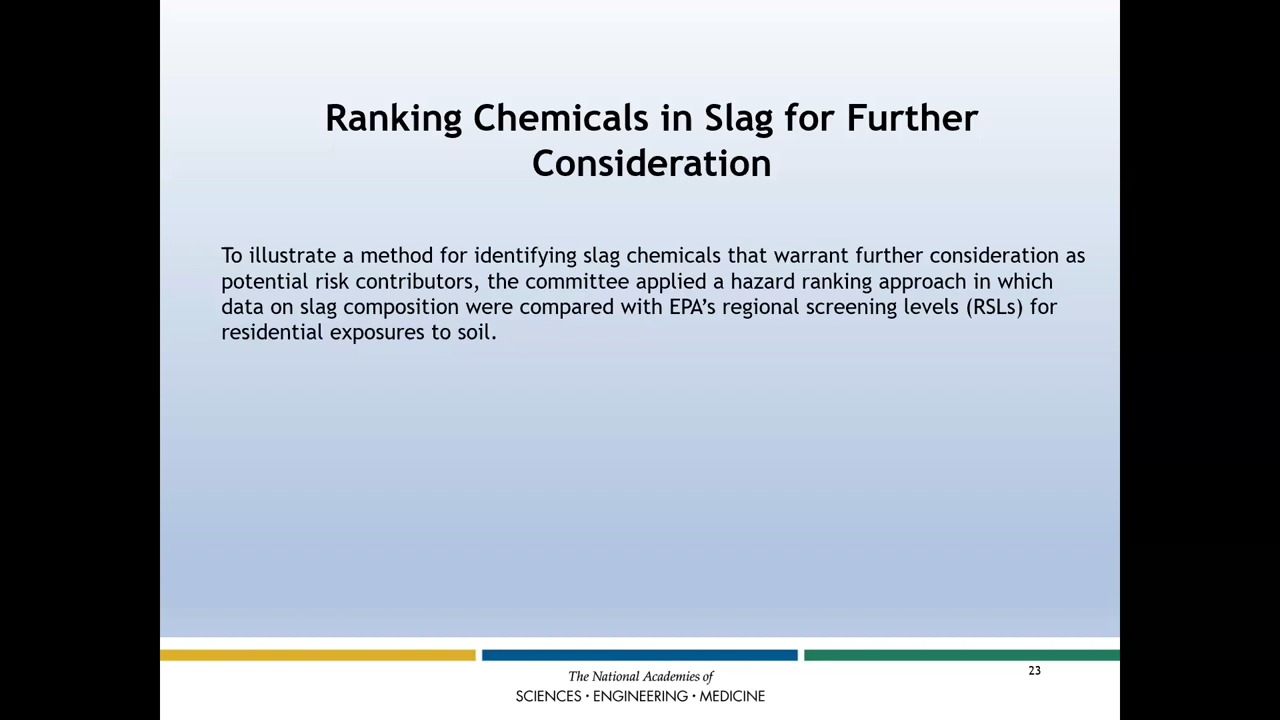 Ranking Chemicals in Slag for Further
Consideration
To illustrate a method for identifying slag chemicals that warrant further consideration as
potential risk contributors, the committee applied a hazard ranking approach in which
data on slag composition were compared with EPA’s regional screening levels (RSLs) for
residential exposures to soil.
23
The National Academies of
SCIENCES · ENGINEERING · MEDICINE